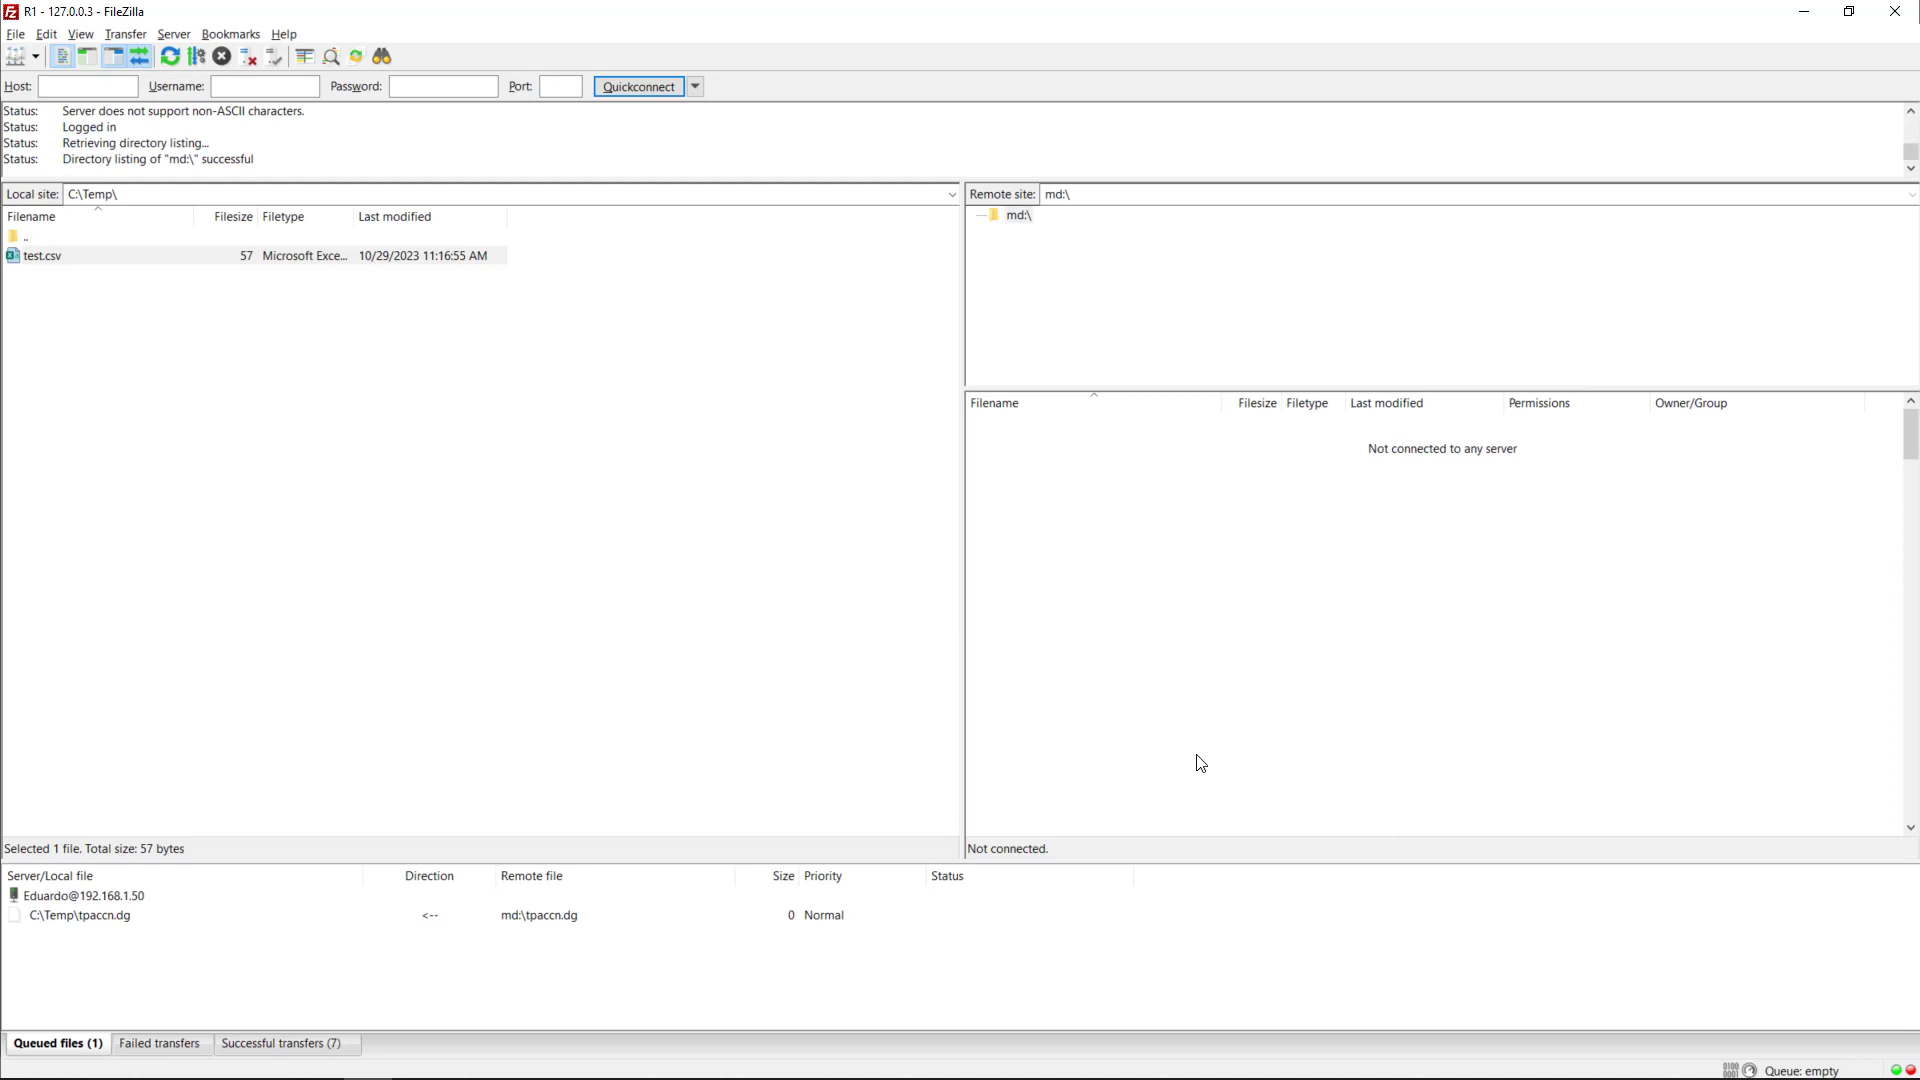 R1 - 127.0.0.3 - FileZilla
File Edit View Transfer Server Bookmarks Help
Host: Username: Password: Port: Quickconnect
Status: Server does not support non-ASCII characters.
Status: Logged in
Status: Retrieving directory listing...
Status: Directory listing of "md:\" successful
Local site: C:\Temp\
Filename Filesize Filetype Last modified
..
test.csv 57 Microsoft Exce... 10/29/2023 11:16:55 AM
Selected 1 file. Total size: 57 bytes
Remote site: md:\
md:\
Filename Filesize Filetype Last modified Permissions Owner/Group
Not connected to any server
Not connected.
Server/Local file Direction Remote file Size Priority Status
Eduardo@192.168.1.50
C:\Temp\tpaccn.dg <-- md:\tpaccn.dg 0 Normal
Queued files (1) Failed transfers Successful transfers (7)
Queue: empty